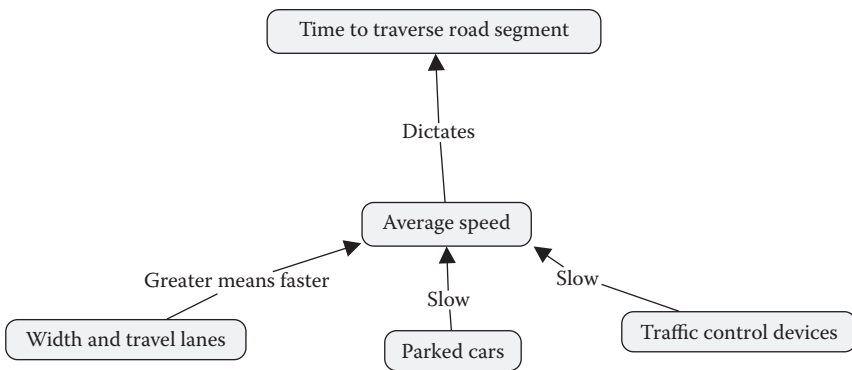 Time to traverse road segment
Dictates
Average speed
Greater means faster
Slow
Slow
Width and travel lanes
Parked cars
Traffic control devices